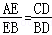 AE/EB = CD/BD